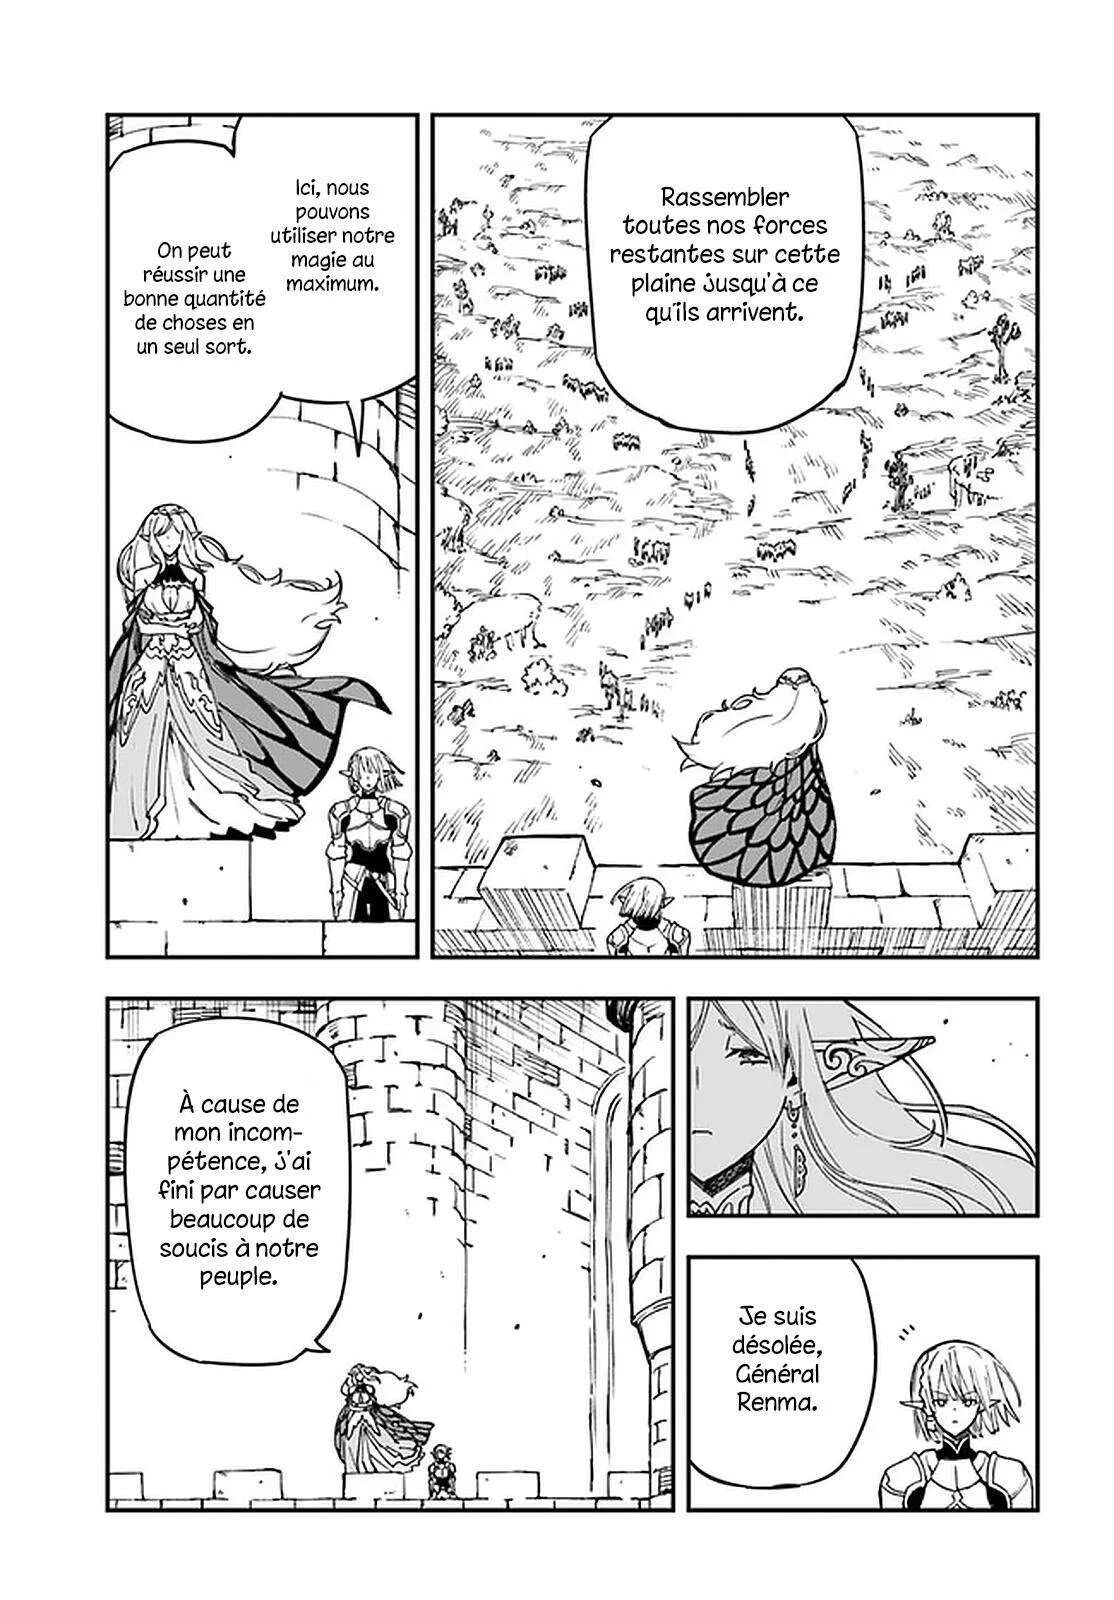 Rassembler
toutes nos forces
restantes sur cette
plaine jusqu'à ce
qu'ils arrivent.
Ici, nous
pouvons
utiliser notre
magie au
maximum.
On peut
réussir une
bonne quantité
de choses en
un seul sort.
Je suis
désolée,
Général
Renma.
À cause de
mon incom-
pétence, j'ai
fini par causer
beaucoup de
soucis à notre
peuple.